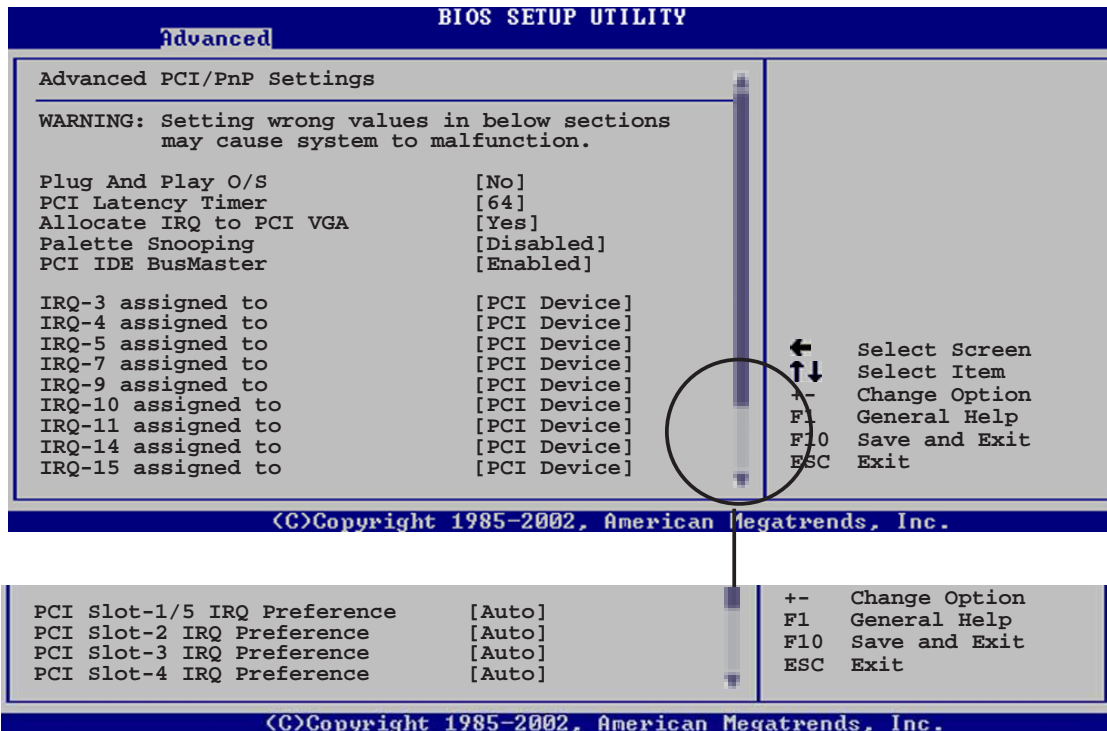 BIOS SETUP UTILITY
Advanced
Advanced PCI/PnP Settings
WARNING: Setting wrong values in below sections
may cause system to malfunction.
Plug And Play O/S [No]
PCI Latency Timer [64]
Allocate IRQ to PCI VGA [Yes]
Palette Snooping [Disabled]
PCI IDE BusMaster [Enabled]
IRQ-3 assigned to [PCI Device]
IRQ-4 assigned to [PCI Device]
IRQ-5 assigned to [PCI Device]
IRQ-7 assigned to [PCI Device]
IRQ-9 assigned to [PCI Device]
IRQ-10 assigned to [PCI Device]
IRQ-11 assigned to [PCI Device]
IRQ-14 assigned to [PCI Device]
IRQ-15 assigned to [PCI Device]
← Select Screen
↑↓ Select Item
+- Change Option
F1 General Help
F10 Save and Exit
ESC Exit
(C)Copyright 1985-2002, American Megatrends, Inc.
PCI Slot-1/5 IRQ Preference [Auto]
PCI Slot-2 IRQ Preference [Auto]
PCI Slot-3 IRQ Preference [Auto]
PCI Slot-4 IRQ Preference [Auto]
+- Change Option
F1 General Help
F10 Save and Exit
ESC Exit
(C)Copyright 1985-2002, American Megatrends, Inc.